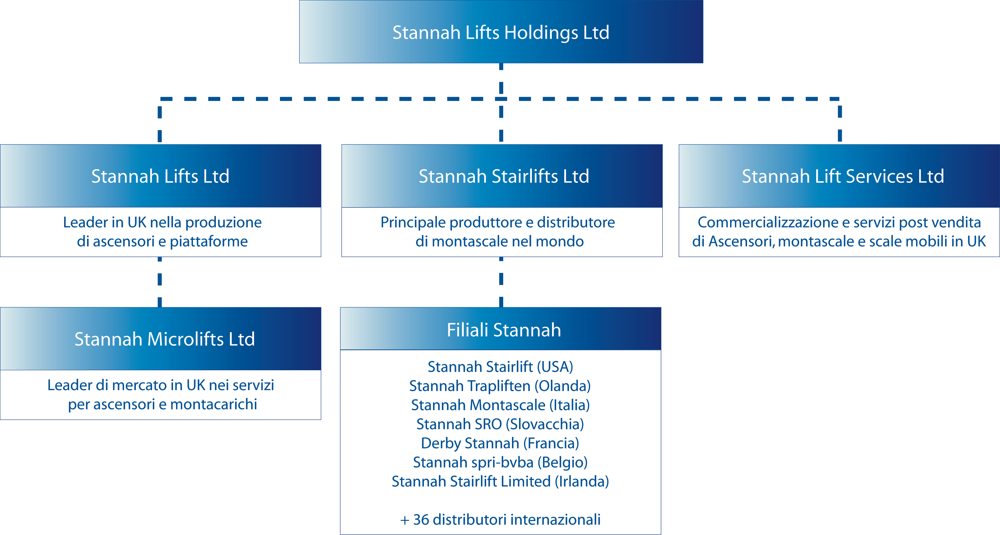 Stannah Lifts Holdings Ltd
Stannah Lifts Ltd
Leader in UK nella produzione
di ascensori e piattaforme
Stannah Stairlifts Ltd
Principale produttore e distributore
di montascale nel mondo
Stannah Lift Services Ltd
Commercializzazione e servizi post vendita
di Ascensori, montascale e scale mobili in UK
Stannah Microlifts Ltd
Leader di mercato in UK nei servizi
per ascensori e montacarichi
Filiali Stannah
Stannah Stairlift (USA)
Stannah Trapliften (Olanda)
Stannah Montascale (Italia)
Stannah SRO (Slovacchia)
Derby Stannah (Francia)
Stannah spri-bvba (Belgio)
Stannah Stairlift Limited (Irlanda)
+ 36 distributori internazionali